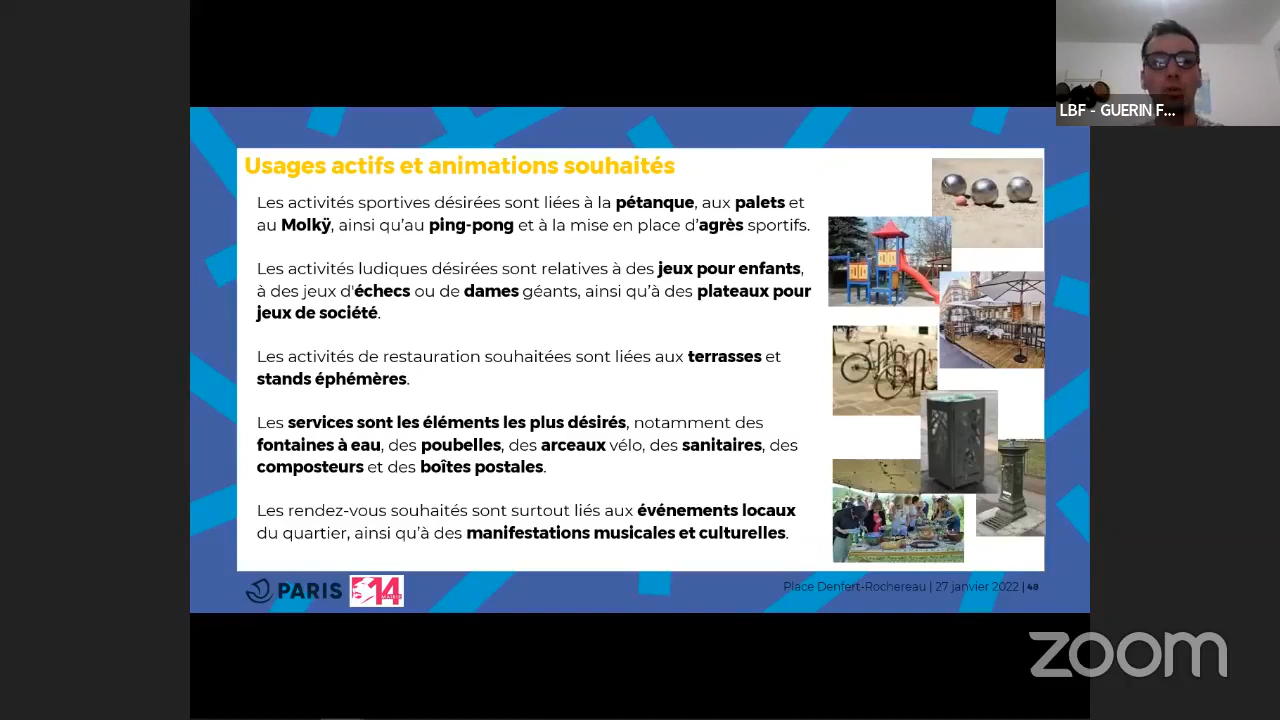 LBF - GUERIN F...
Usages actifs et animations souhaités
Les activités sportives désirées sont liées à la pétanque, aux palets et
au Molkÿ, ainsi qu'au ping-pong et à la mise en place d'agrès sportifs.
Les activités ludiques désirées sont relatives à des jeux pour enfants,
à des jeux d'échecs ou de dames géants, ainsi qu'à des plateaux pour
jeux de société.
Les activités de restauration souhaitées sont liées aux terrasses et
stands éphémères.
Les services sont les éléments les plus désirés, notamment des
fontaines à eau, des poubelles, des arceaux vélo, des sanitaires, des
composteurs et des boîtes postales.
Les rendez-vous souhaités sont surtout liés aux événements locaux
du quartier, ainsi qu'à des manifestations musicales et culturelles.
PARIS
MAIRIE 14
Place Denfert-Rochereau | 27 janvier 2022 | 48
zoom